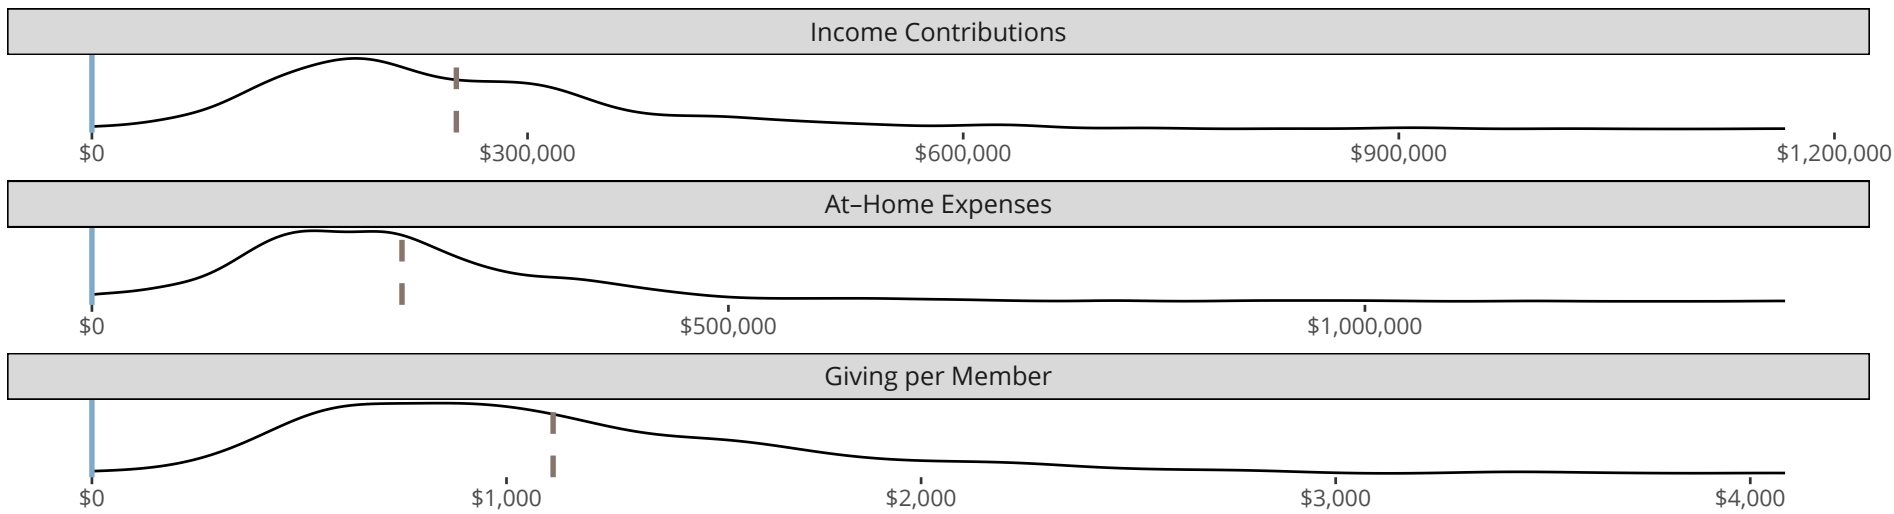 Income Contributions
$0 $300,000 $600,000 $900,000 $1,200,000
At–Home Expenses
$0 $500,000 $1,000,000
Giving per Member
$0 $1,000 $2,000 $3,000 $4,000